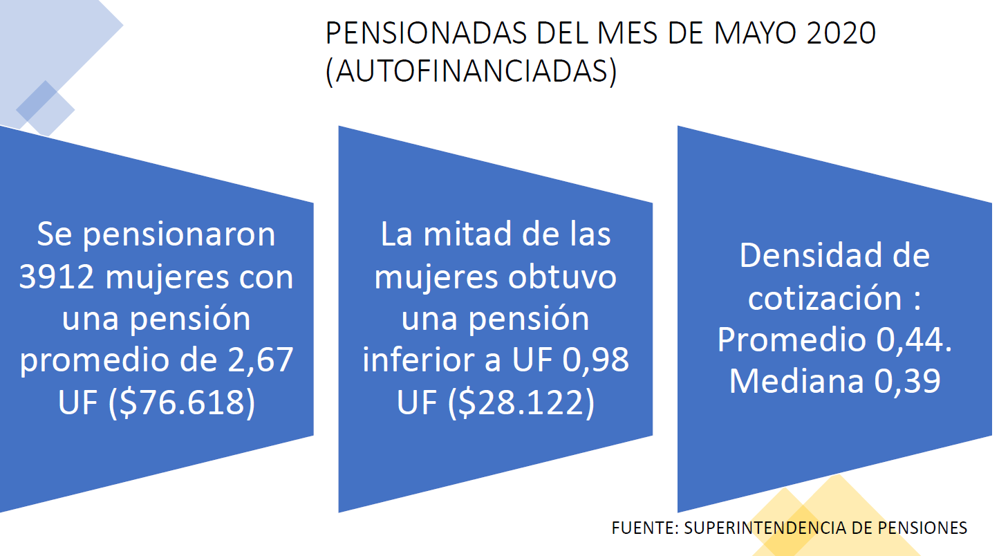 PENSIONADAS DEL MES DE MAYO 2020
(AUTOFINANCIADAS)
Se pensionaron
3912 mujeres con
una pensión
promedio de 2,67
UF ($76.618)
La mitad de las
mujeres obtuvo
una pensión
inferior a UF 0,98
UF ($28.122)
Densidad de
cotización :
Promedio 0,44.
Mediana 0,39
FUENTE: SUPERINTENDENCIA DE PENSIONES